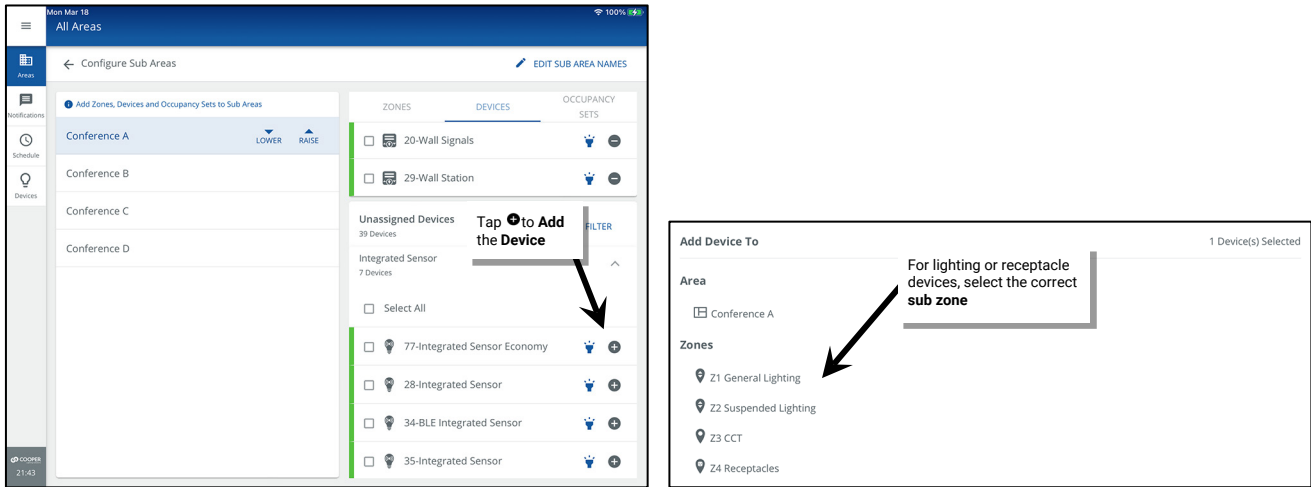 Mon Mar 18
100%
All Areas
Areas
Notifications
Schedule
Devices
COOPER
21:43
Configure Sub Areas
EDIT SUB AREA NAMES
Add Zones, Devices and Occupancy Sets to Sub Areas
Conference A
LOWER
RAISE
Conference B
Conference C
Conference D
ZONES
DEVICES
OCCUPANCY
SETS
20-Wall Signals
29-Wall Station
Unassigned Devices
39 Devices
FILTER
Tap to Add
the Device
Integrated Sensor
7 Devices
Select All
77-Integrated Sensor Economy
28-Integrated Sensor
34-BLE Integrated Sensor
35-Integrated Sensor
Add Device To
1 Device(s) Selected
For lighting or receptacle
devices, select the correct
sub zone
Area
Conference A
Zones
Z1 General Lighting
Z2 Suspended Lighting
Z3 CCT
Z4 Receptacles